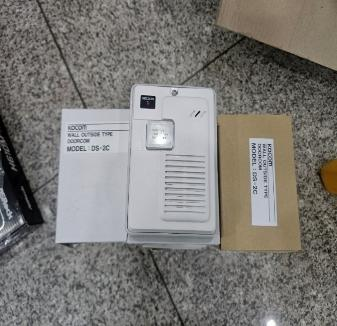 KOCOM
WALL OUTSIDE TYPE
DOORCOM
MODEL : DS-2C
KOCOM
WALL OUTSIDE TYPE
DOORCOM
MODEL : DS-2C